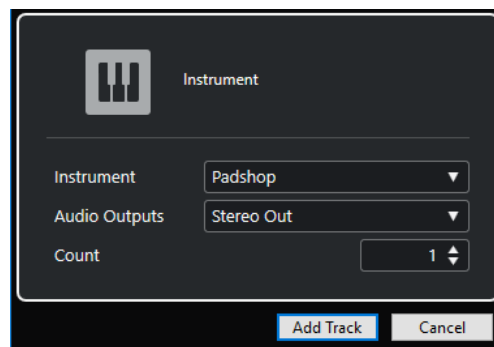 Instrument
Instrument Padshop
Audio Outputs Stereo Out
Count 1
Add Track Cancel